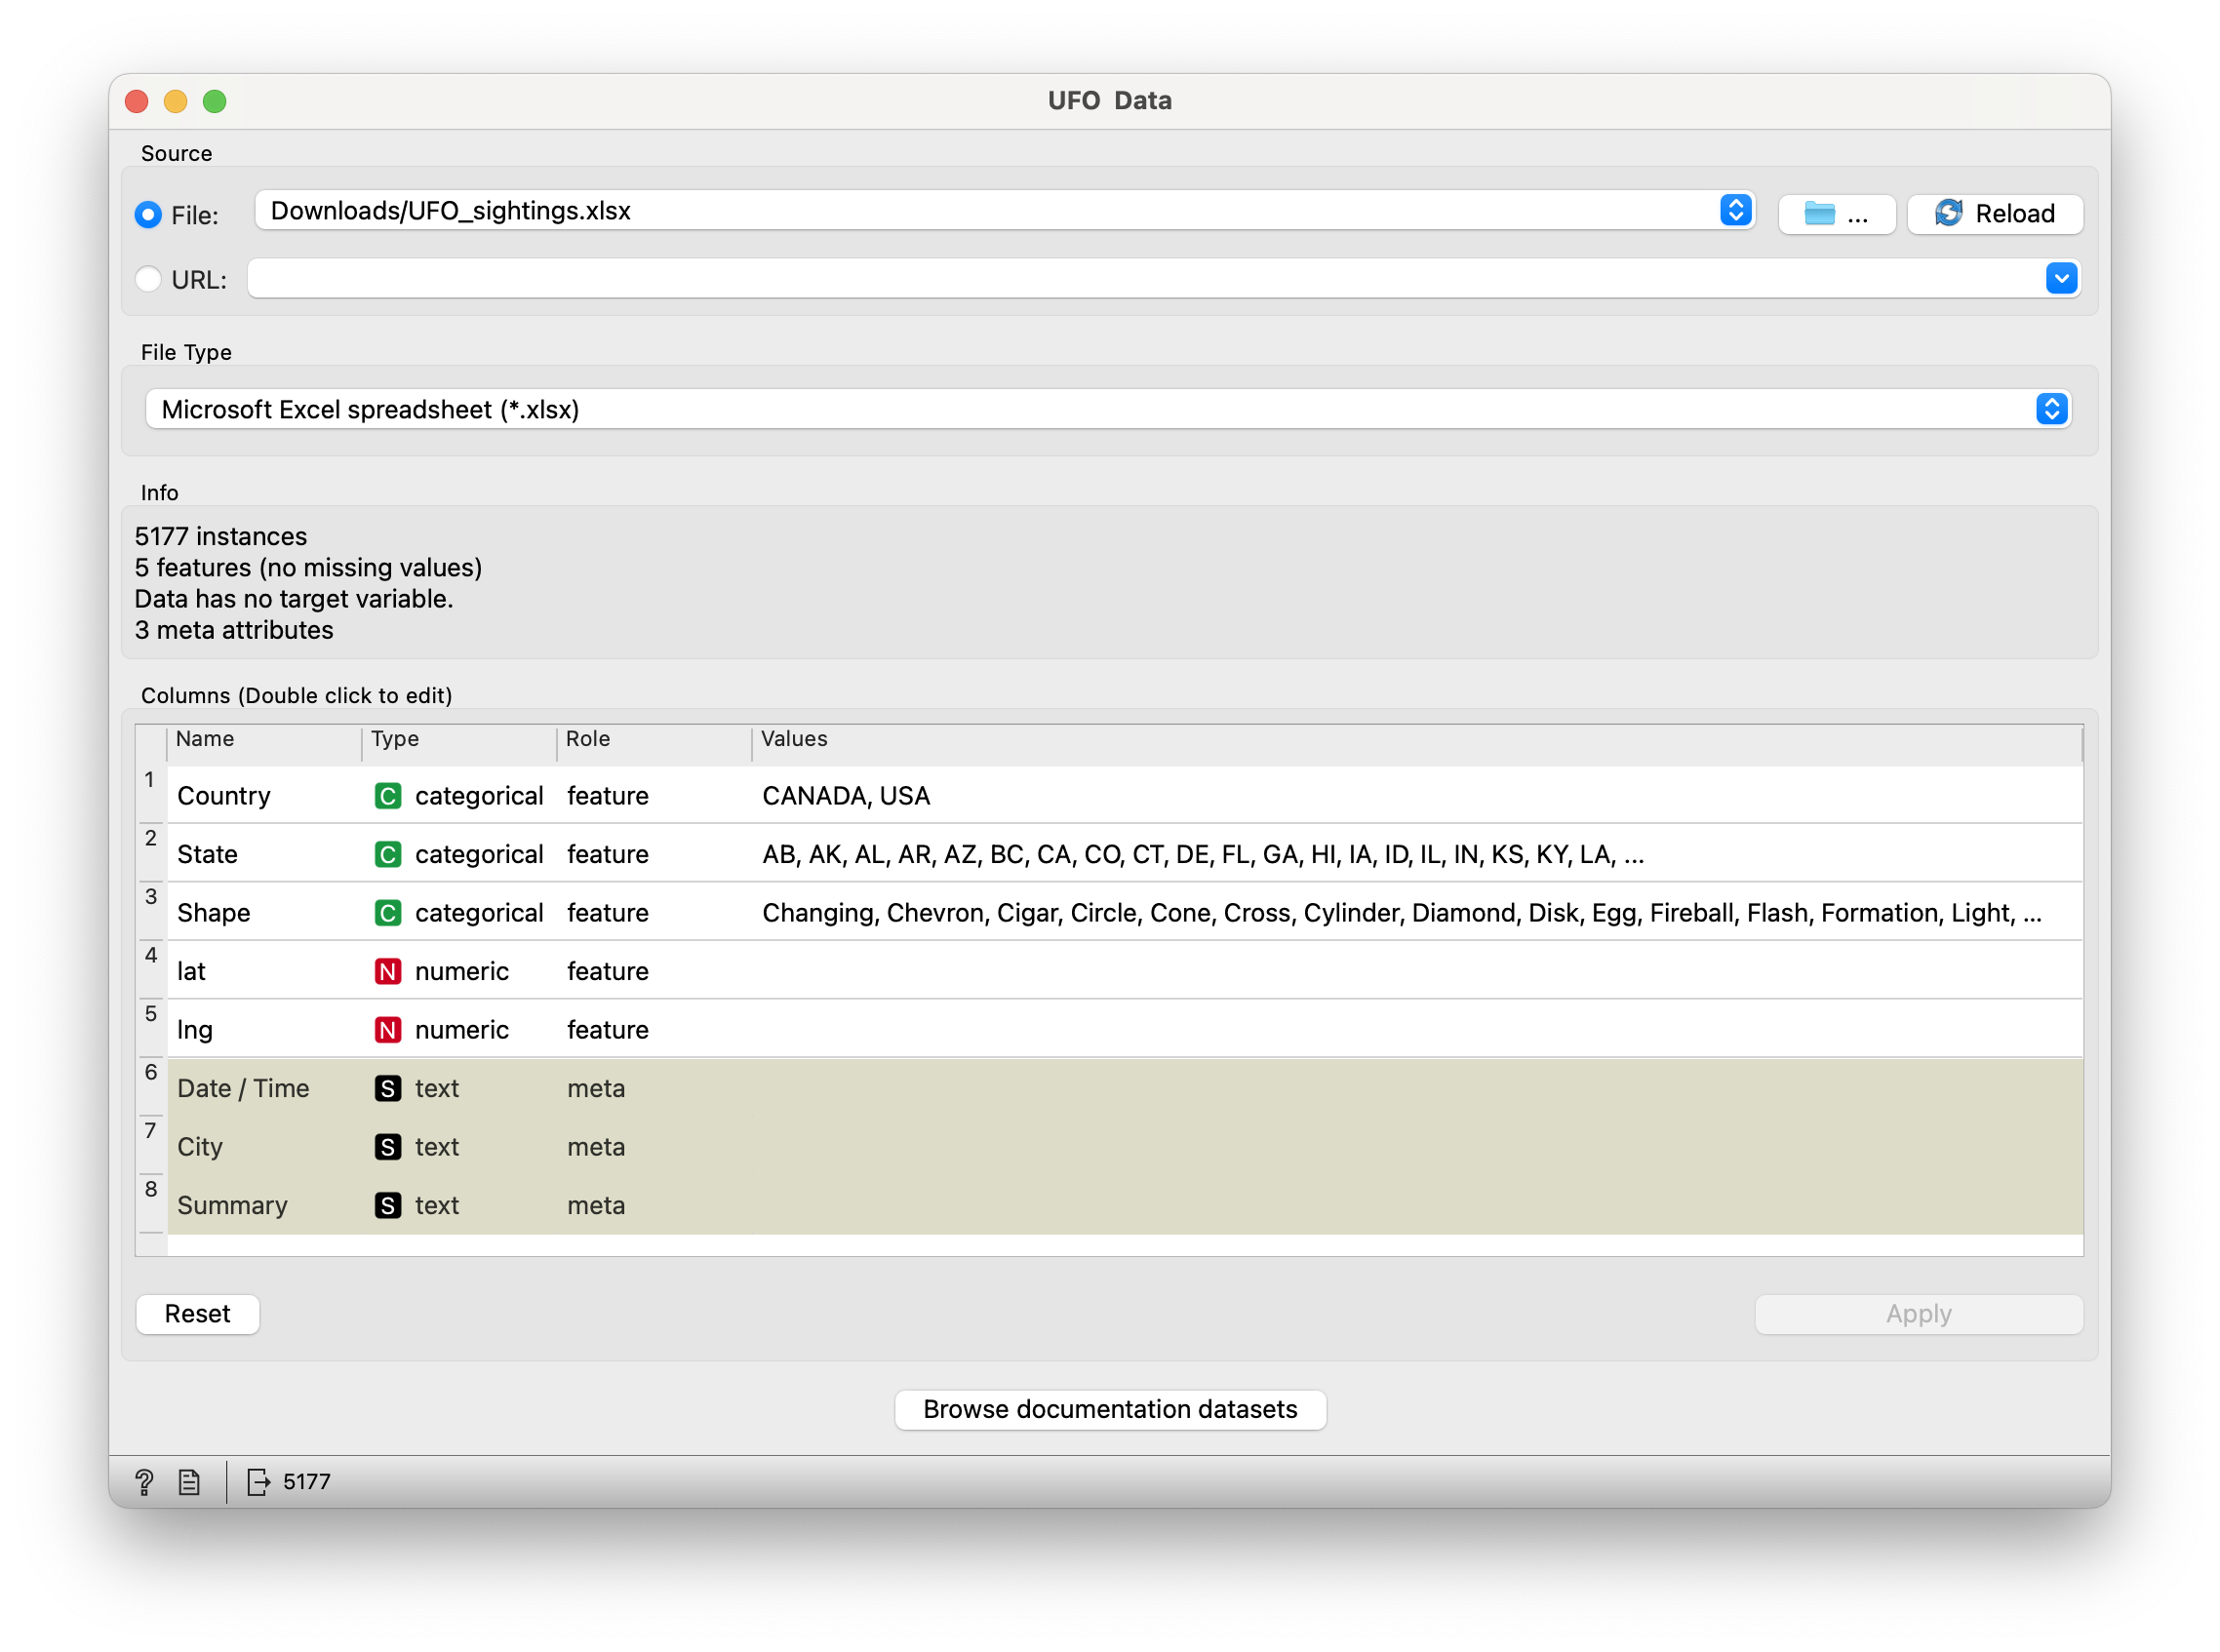 UFO Data
Source
File: Downloads/UFO_sightings.xlsx ... Reload
URL:
File Type
Microsoft Excel spreadsheet (*.xlsx)
Info
5177 instances
5 features (no missing values)
Data has no target variable.
3 meta attributes
Columns (Double click to edit)
Name Type Role Values
1 Country C categorical feature CANADA, USA
2 State C categorical feature AB, AK, AL, AR, AZ, BC, CA, CO, CT, DE, FL, GA, HI, IA, ID, IL, IN, KS, KY, LA, ...
3 Shape C categorical feature Changing, Chevron, Cigar, Circle, Cone, Cross, Cylinder, Diamond, Disk, Egg, Fireball, Flash, Formation, Light, ...
4 lat N numeric feature
5 lng N numeric feature
6 Date / Time S text meta
7 City S text meta
8 Summary S text meta
Reset Apply
Browse documentation datasets
? 5177